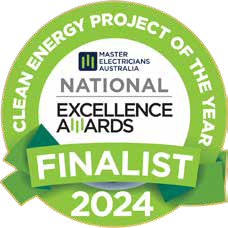 CLEAN ENERGY PROJECT OF THE YEAR
MASTER
ELECTRICIANS
AUSTRALIA
NATIONAL
EXCELLENCE
AWARDS
FINALIST
2024